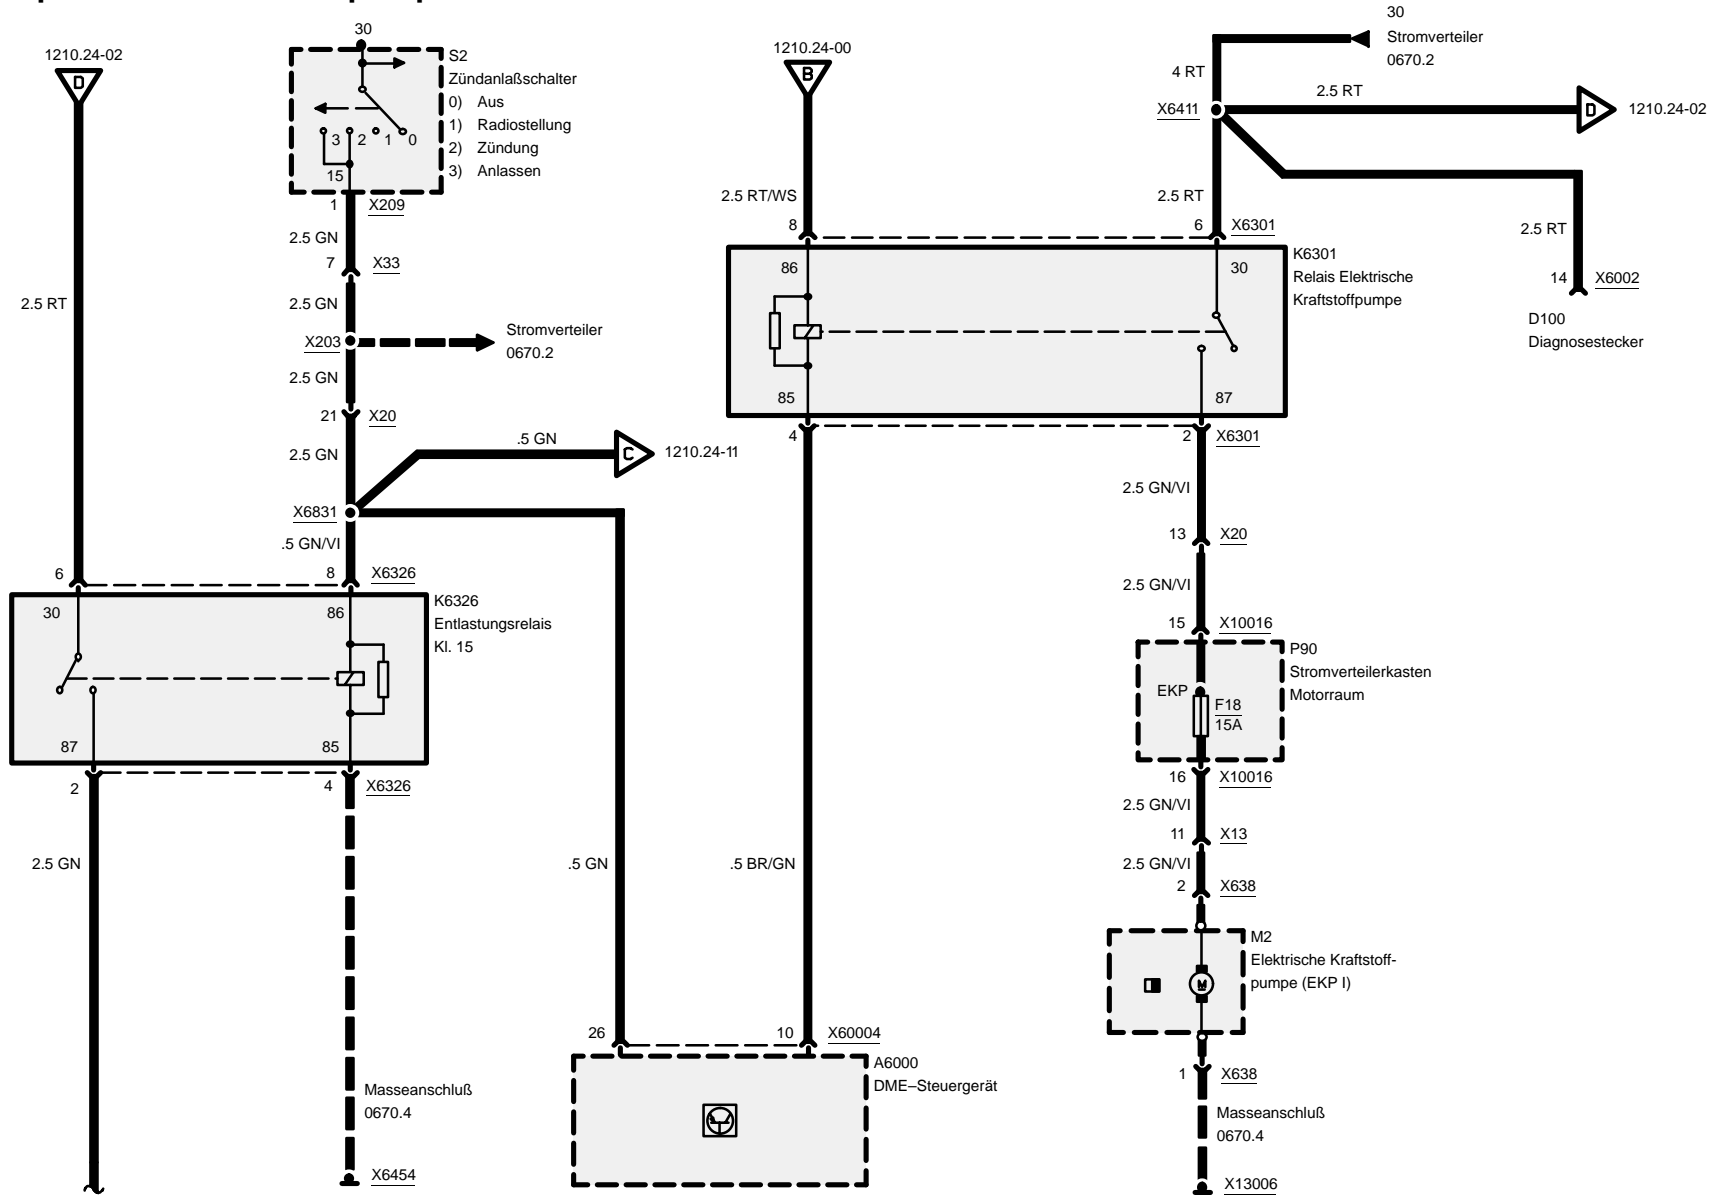 1210.24-02
D
30
S2
Zündanlaßschalter
0) Aus
1) Radiostellung
2) Zündung
3) Anlassen
3 2 1 0
15
1 X209
2.5 GN
7 X33
2.5 GN
X203
Stromverteiler
0670.2
2.5 GN
21 X20
2.5 GN
.5 GN
C
1210.24-11
X6831
.5 GN/VI
2.5 RT
6
8 X6326
30
86
K6326
Entlastungsrelais
Kl. 15
87
85
2
4 X6326
2.5 GN
Masseanschluß
0670.4
X6454
.5 GN
26
10 X60004
A6000
DME–Steuergerät
1210.24-00
B
2.5 RT/WS
8
6 X6301
86
30
K6301
Relais Elektrische
Kraftstoffpumpe
85
87
4
2 X6301
.5 BR/GN
30
Stromverteiler
0670.2
4 RT
X6411
2.5 RT
D
1210.24-02
2.5 RT
2.5 RT
14 X6002
D100
Diagnosestecker
2.5 GN/VI
13 X20
2.5 GN/VI
15 X10016
P90
Stromverteilerkasten
Motorraum
EKP
F18
15A
16 X10016
2.5 GN/VI
11 X13
2.5 GN/VI
2 X638
M2
Elektrische Kraftstoff-
pumpe (EKP I)
M
1 X638
Masseanschluß
0670.4
X13006